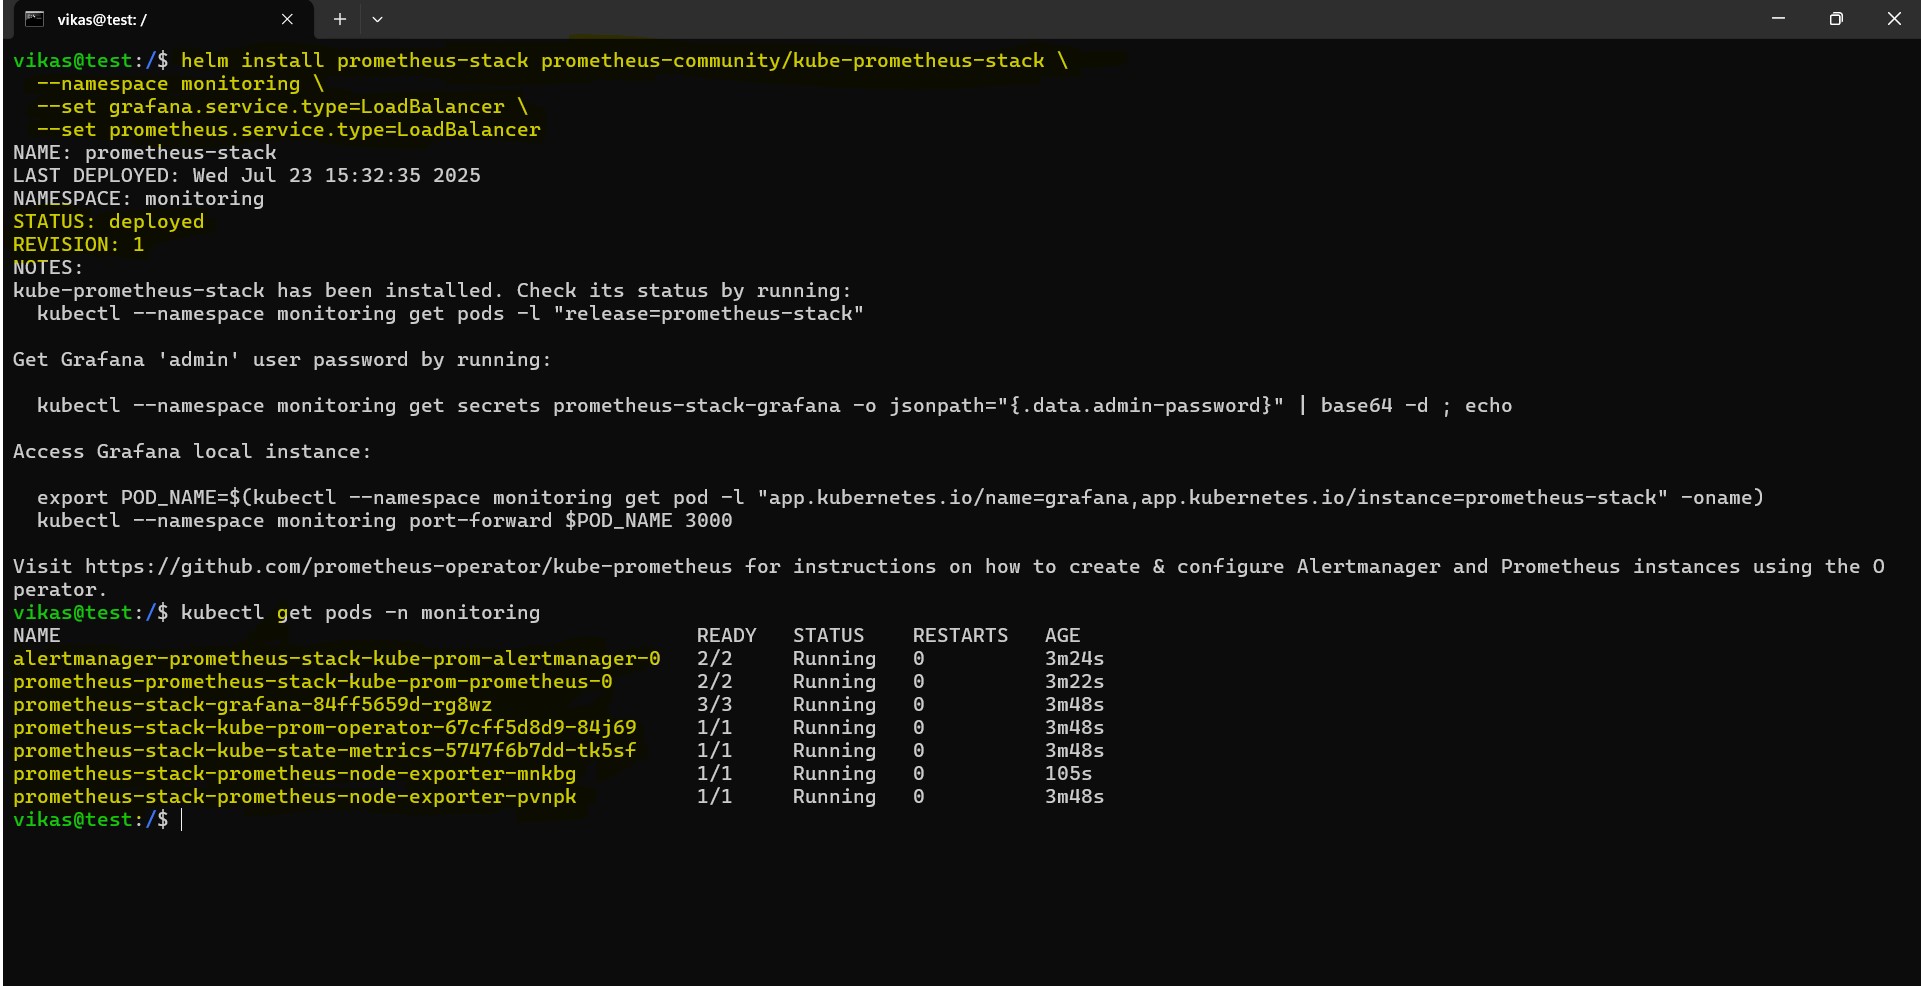 vikas@test: /
vikas@test:/$ helm install prometheus-stack prometheus-community/kube-prometheus-stack \
  --namespace monitoring \
  --set grafana.service.type=LoadBalancer \
  --set prometheus.service.type=LoadBalancer
NAME: prometheus-stack
LAST DEPLOYED: Wed Jul 23 15:32:35 2025
NAMESPACE: monitoring
STATUS: deployed
REVISION: 1
NOTES:
kube-prometheus-stack has been installed. Check its status by running:
  kubectl --namespace monitoring get pods -l "release=prometheus-stack"

Get Grafana 'admin' user password by running:

  kubectl --namespace monitoring get secrets prometheus-stack-grafana -o jsonpath="{.data.admin-password}" | base64 -d ; echo

Access Grafana local instance:

  export POD_NAME=$(kubectl --namespace monitoring get pod -l "app.kubernetes.io/name=grafana,app.kubernetes.io/instance=prometheus-stack" -oname)
  kubectl --namespace monitoring port-forward $POD_NAME 3000

Visit https://github.com/prometheus-operator/kube-prometheus for instructions on how to create & configure Alertmanager and Prometheus instances using the O
perator.
vikas@test:/$ kubectl get pods -n monitoring
NAME                                                     READY   STATUS    RESTARTS   AGE
alertmanager-prometheus-stack-kube-prom-alertmanager-0   2/2     Running   0          3m24s
prometheus-prometheus-stack-kube-prom-prometheus-0       2/2     Running   0          3m22s
prometheus-stack-grafana-84ff5659d-rg8wz                 3/3     Running   0          3m48s
prometheus-stack-kube-prom-operator-67cff5d8d9-84j69     1/1     Running   0          3m48s
prometheus-stack-kube-state-metrics-5747f6b7dd-tk5sf     1/1     Running   0          3m48s
prometheus-stack-prometheus-node-exporter-mnkbg          1/1     Running   0          105s
prometheus-stack-prometheus-node-exporter-pvnpk          1/1     Running   0          3m48s
vikas@test:/$